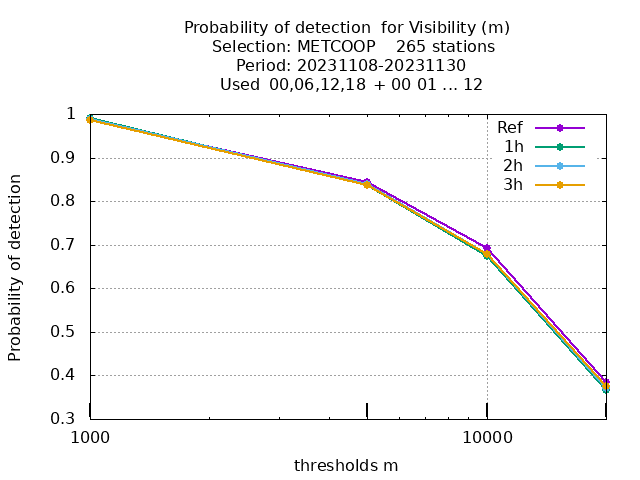 Probability of detection  for Visibility (m)
Selection: METCOOP    265 stations
Period: 20231108-20231130
Used  00,06,12,18  + 00 01 ... 12
1
0.9
0.8
0.7
0.6
0.5
0.4
0.3
Probability of detection
Ref
1h
2h
3h
1000
10000
thresholds m